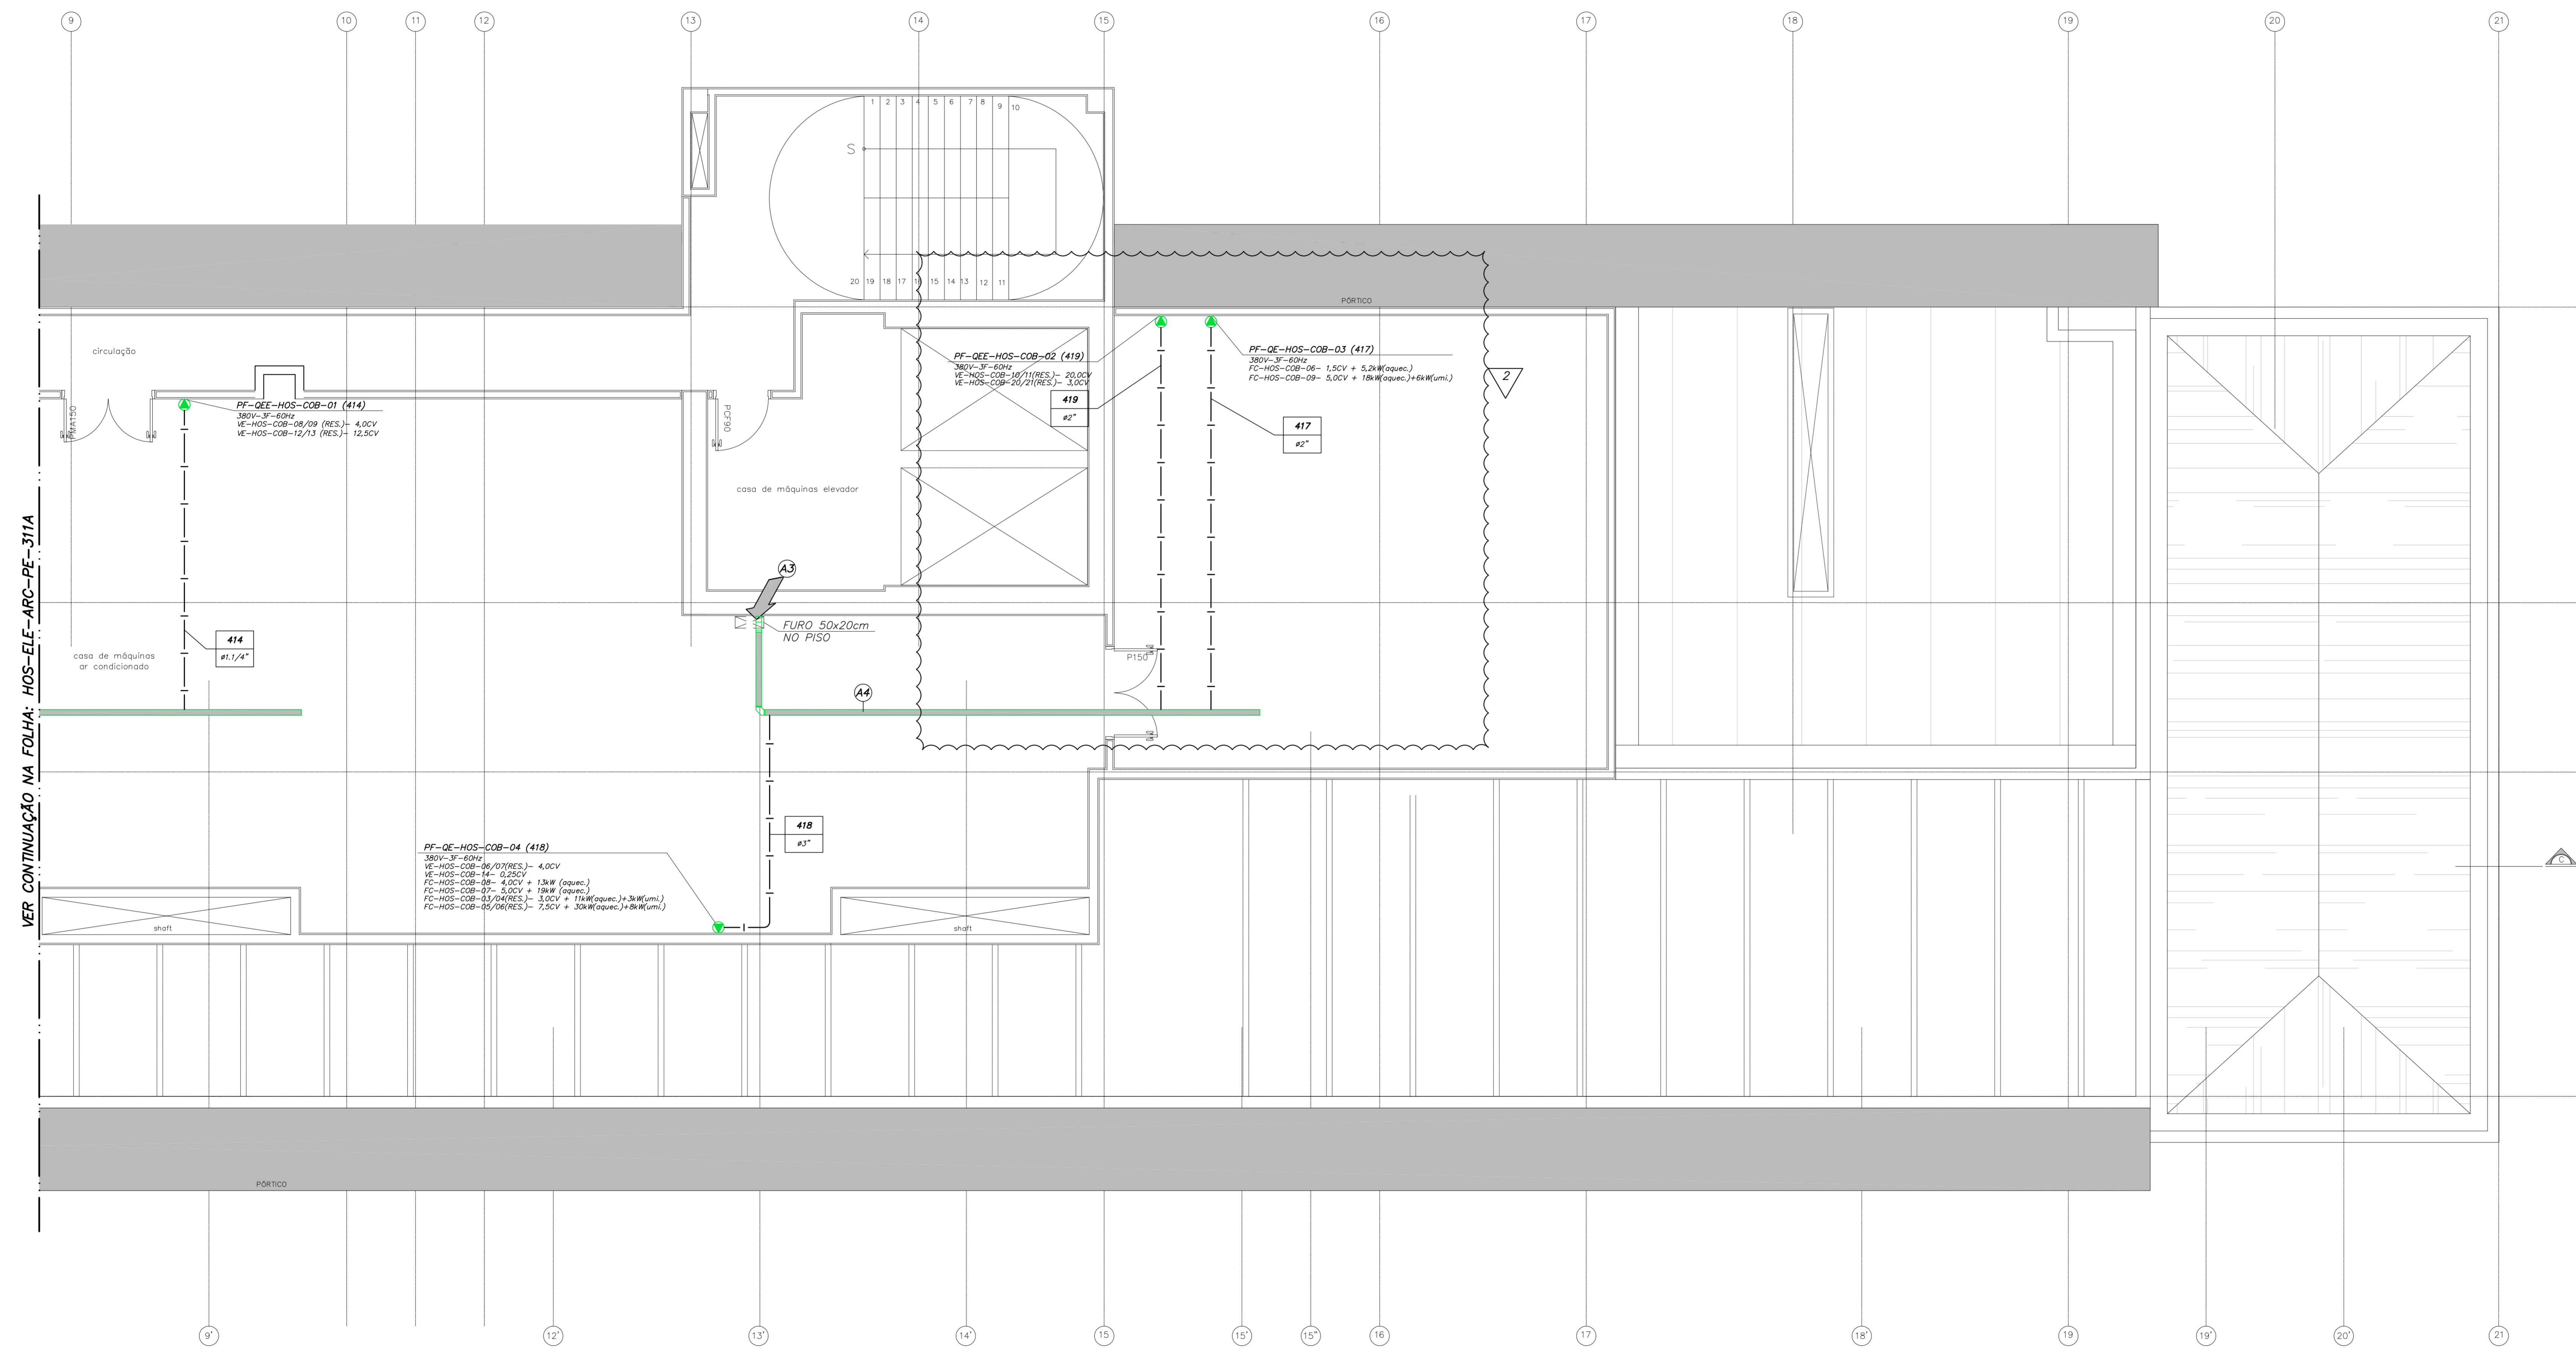 9
10
11
12
13
14
15
16
17
18
19
20
21
1
2
3
4
5
6
7
8
9
10
S
20
19
18
17
16
15
14
13
12
11
PÓRTICO
circulação
PMA150
PF-QEE-HOS-COB-01 (414)
380V-3F-60Hz
VE-HOS-COB-08/09 (RES.)- 4,0CV
VE-HOS-COB-12/13 (RES.)- 12,5CV
PCF90
PF-QEE-HOS-COB-02 (419)
380V-3F-60Hz
VE-HOS-COB-10/11(RES.)- 20,0CV
VE-HOS-COB-20/21(RES.)- 3,0CV
419
ø2"
PF-QE-HOS-COB-03 (417)
380V-3F-60Hz
FC-HOS-COB-06- 1,5CV + 5,2kW(aquec.)
FC-HOS-COB-09- 5,0CV + 18kW(aquec.)+6kW(umi.)
417
ø2"
2
casa de máquinas elevador
A3
FURO 50x20cm
NO PISO
414
ø1.1/4"
casa de máquinas
ar condicionado
P150
A4
VER CONTINUAÇÃO NA FOLHA: HOS-ELE-ARC-PE-311A
418
ø3"
PF-QE-HOS-COB-04 (418)
380V-3F-60Hz
VE-HOS-COB-06/07(RES.)- 4,0CV
VE-HOS-COB-14- 0,25CV
FC-HOS-COB-08- 4,0CV + 13kW (aquec.)
FC-HOS-COB-07- 5,0CV + 19kW (aquec.)
FC-HOS-COB-03/04(RES.)- 3,0CV + 11kW(aquec.)+3kW(umi.)
FC-HOS-COB-05/06(RES.)- 7,5CV + 30kW(aquec.)+8kW(umi.)
C
shaft
shaft
PÓRTICO
9'
12'
13'
14'
15
15'
15"
16
17
18'
19
19'
20'
21